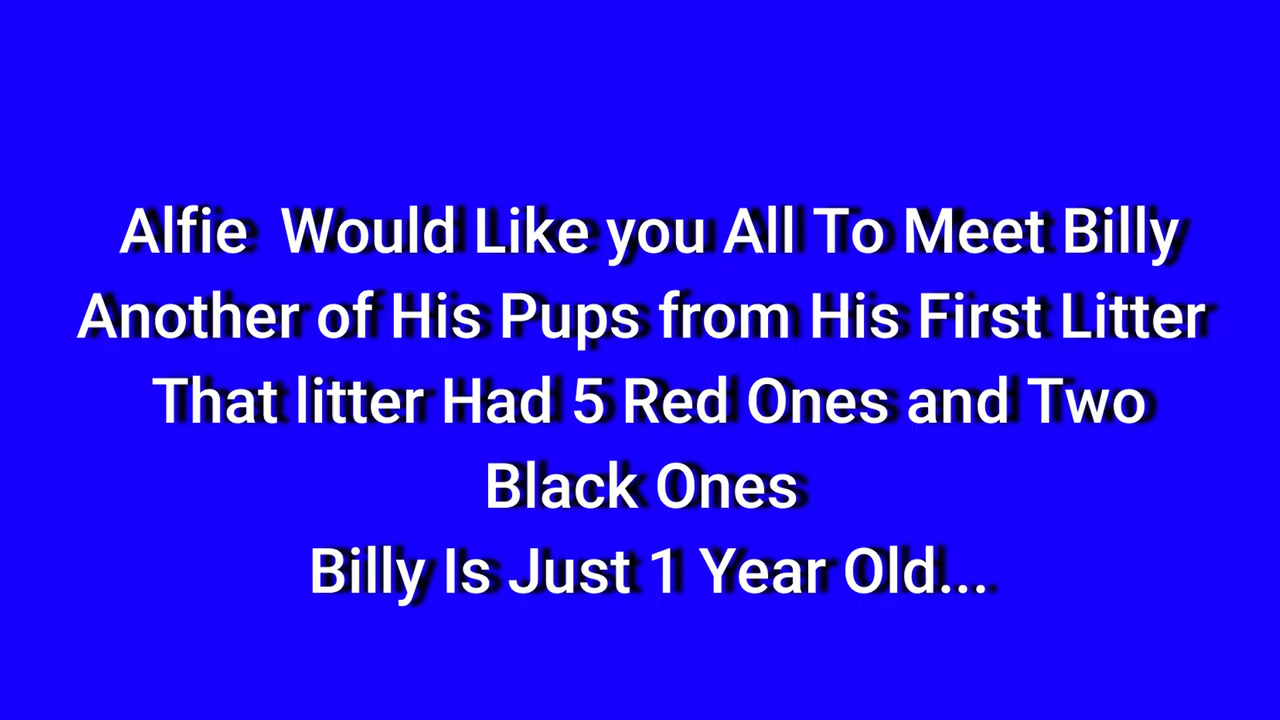 Alfie  Would Like you All To Meet Billy
Another of His Pups from His First Litter
That litter Had 5 Red Ones and Two
Black Ones
Billy Is Just 1 Year Old...